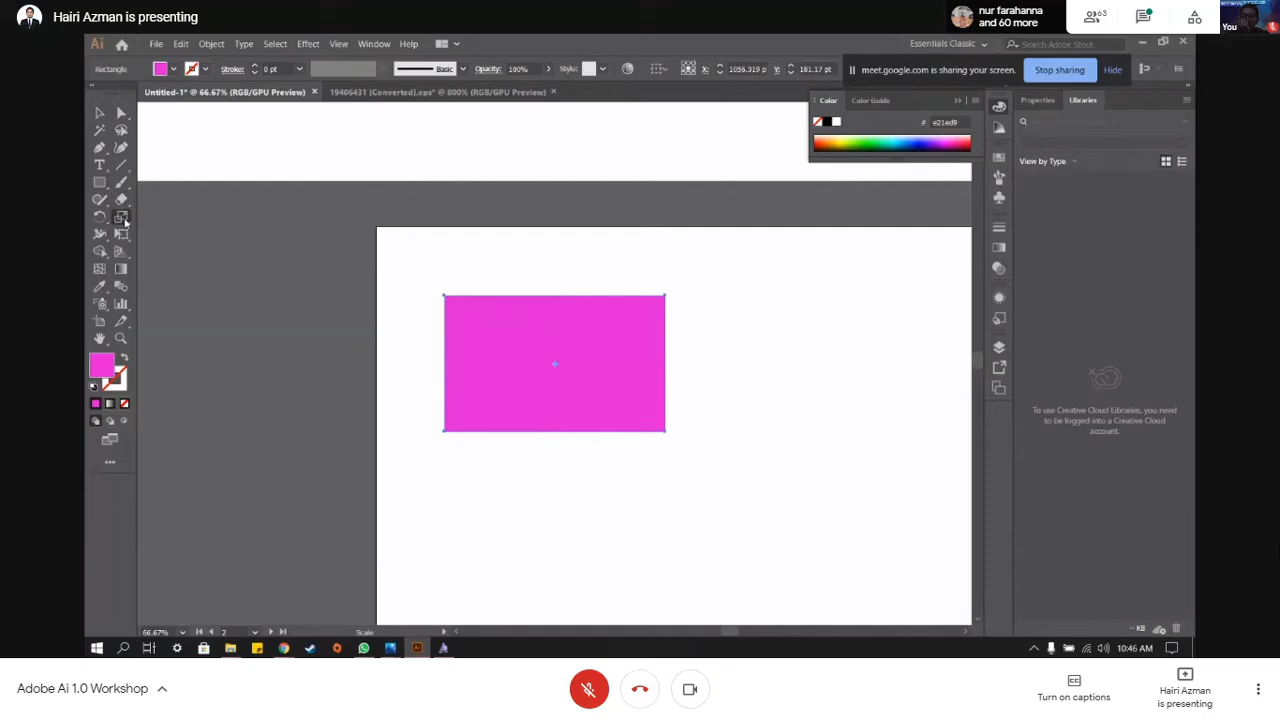 Hairi Azman is presenting
nur farahanna
and 60 more
63
You
Ai
File Edit Object Type Select Effect View Window Help
Essentials Classic
Search Adobe Stock
Rectangle
Stroke: 0 pt
Basic
Opacity: 100%
Style:
X: 1056.319 p
Y: 181.17 pt
meet.google.com is sharing your screen.
Stop sharing
Hide
Untitled-1* @ 66.67% (RGB/GPU Preview) ×
19406431 [Converted].eps* @ 800% (RGB/GPU Preview) ×
Color
Color Guide
# e21ed9
Properties
Libraries
View by Type
To use Creative Cloud Libraries, you need
to be logged into a Creative Cloud
account.
-- KB
66.67%
2
Scale
10:46 AM
Adobe Ai 1.0 Workshop
Turn on captions
Hairi Azman
is presenting